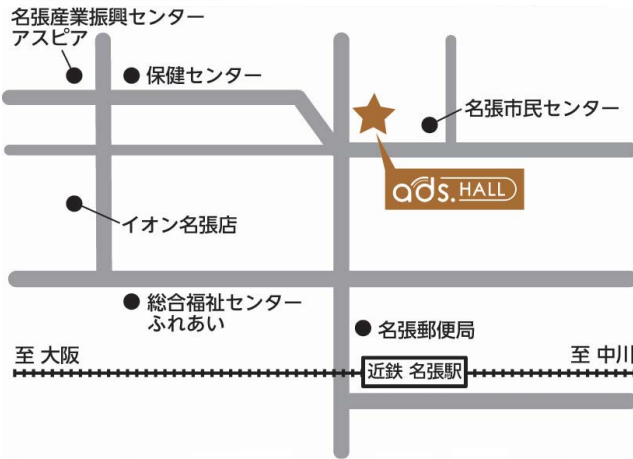 名張産業振興センター
アスピア
保健センター
名張市民センター
ads.HALL
イオン名張店
総合福祉センター
ふれあい
名張郵便局
至 大阪
近鉄 名張駅
至 中川